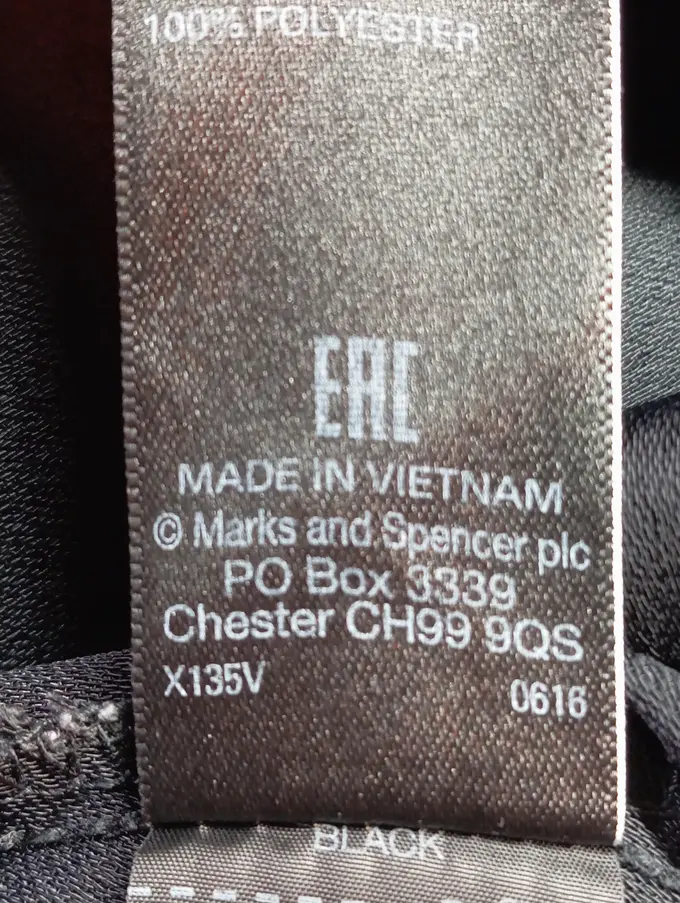 100% POLYESTER
EAC
MADE IN VIETNAM
© Marks and Spencer plc
PO Box 3339
Chester CH99 9QS
X135V 0616
BLACK